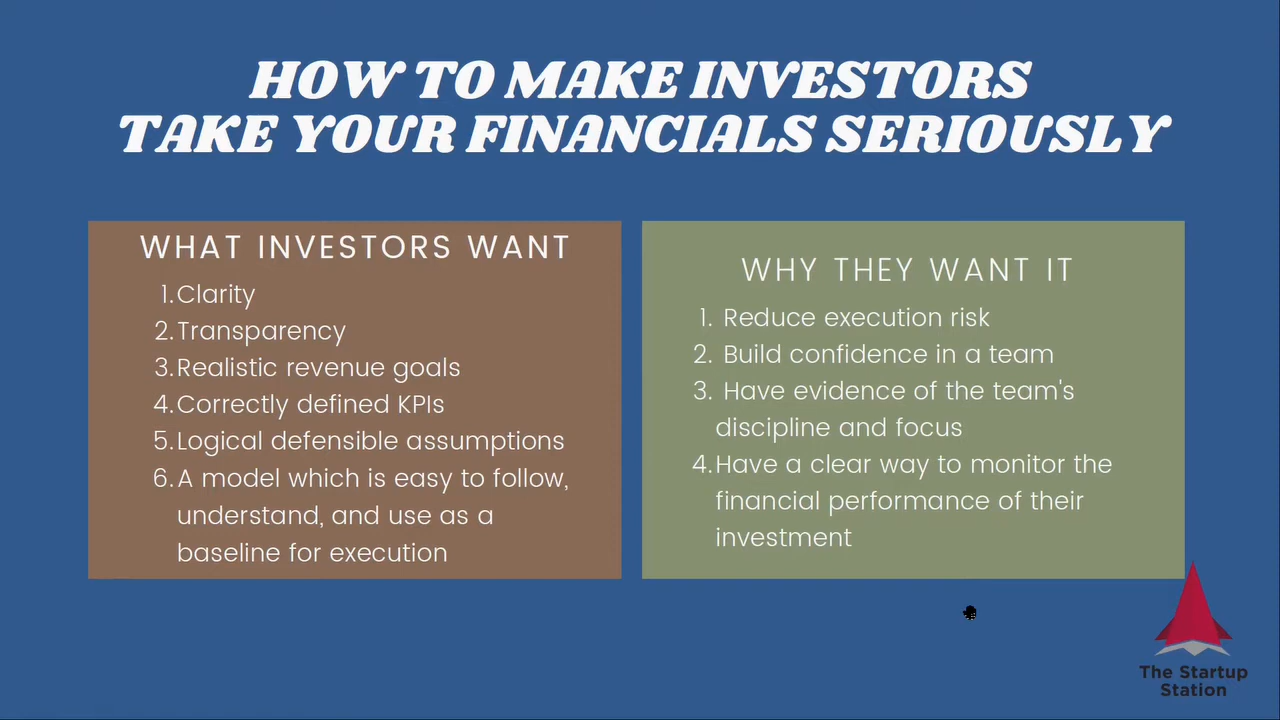 HOW TO MAKE INVESTORS
TAKE YOUR FINANCIALS SERIOUSLY
WHAT INVESTORS WANT
1. Clarity
2. Transparency
3. Realistic revenue goals
4. Correctly defined KPIs
5. Logical defensible assumptions
6. A model which is easy to follow,
understand, and use as a
baseline for execution
WHY THEY WANT IT
1. Reduce execution risk
2. Build confidence in a team
3. Have evidence of the team's
discipline and focus
4. Have a clear way to monitor the
financial performance of their
investment
The Startup
Station